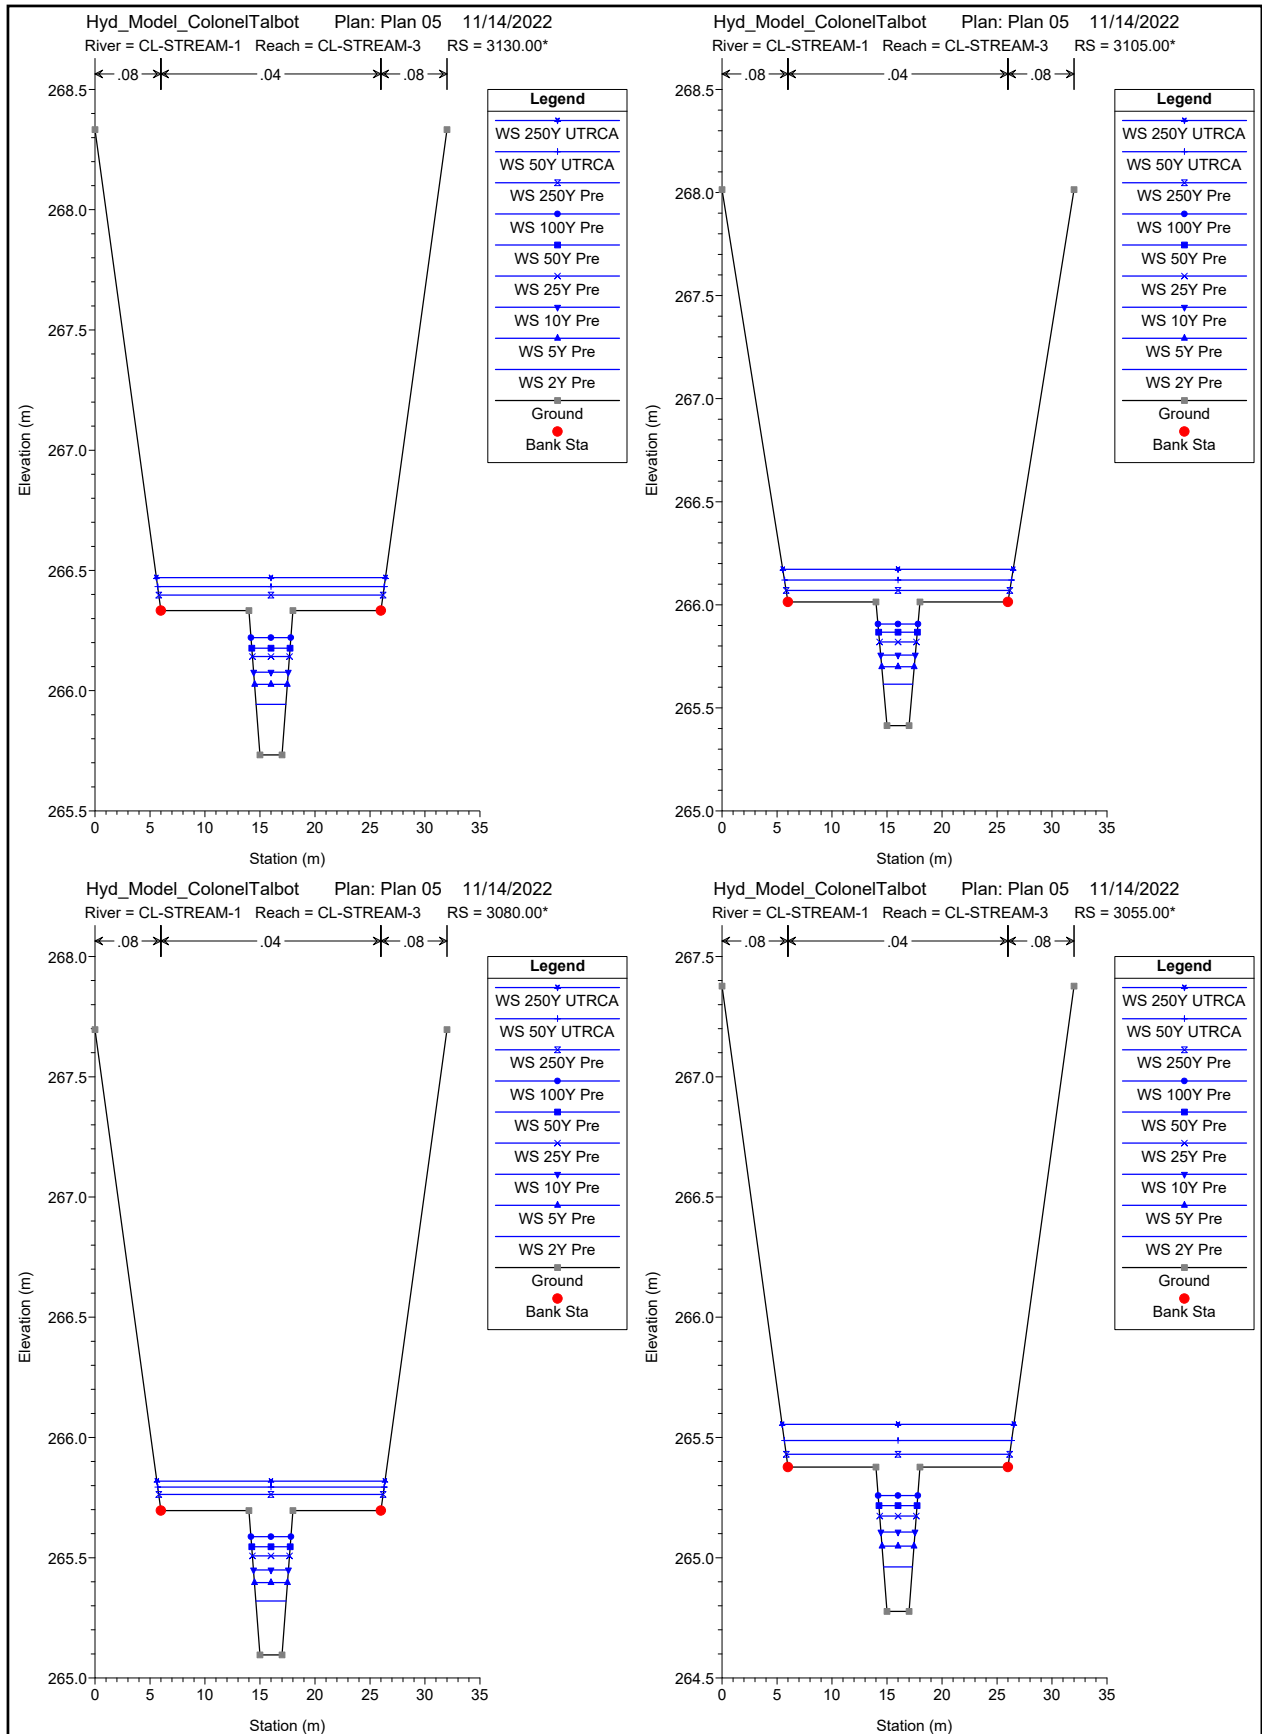 Hyd_Model_ColonelTalbot Plan: Plan 05 11/14/2022
River = CL-STREAM-1 Reach = CL-STREAM-3 RS = 3130.00*
.08 .04 .08
268.5
268.0
267.5
267.0
266.5
266.0
265.5
Elevation (m)
0 5 10 15 20 25 30 35
Station (m)
Legend
WS 250Y UTRCA
WS 50Y UTRCA
WS 250Y Pre
WS 100Y Pre
WS 50Y Pre
WS 25Y Pre
WS 10Y Pre
WS 5Y Pre
WS 2Y Pre
Ground
Bank Sta
Hyd_Model_ColonelTalbot Plan: Plan 05 11/14/2022
River = CL-STREAM-1 Reach = CL-STREAM-3 RS = 3105.00*
.08 .04 .08
268.5
268.0
267.5
267.0
266.5
266.0
265.5
265.0
Elevation (m)
0 5 10 15 20 25 30 35
Station (m)
Legend
WS 250Y UTRCA
WS 50Y UTRCA
WS 250Y Pre
WS 100Y Pre
WS 50Y Pre
WS 25Y Pre
WS 10Y Pre
WS 5Y Pre
WS 2Y Pre
Ground
Bank Sta
Hyd_Model_ColonelTalbot Plan: Plan 05 11/14/2022
River = CL-STREAM-1 Reach = CL-STREAM-3 RS = 3080.00*
.08 .04 .08
268.0
267.5
267.0
266.5
266.0
265.5
265.0
Elevation (m)
0 5 10 15 20 25 30 35
Station (m)
Legend
WS 250Y UTRCA
WS 50Y UTRCA
WS 250Y Pre
WS 100Y Pre
WS 50Y Pre
WS 25Y Pre
WS 10Y Pre
WS 5Y Pre
WS 2Y Pre
Ground
Bank Sta
Hyd_Model_ColonelTalbot Plan: Plan 05 11/14/2022
River = CL-STREAM-1 Reach = CL-STREAM-3 RS = 3055.00*
.08 .04 .08
267.5
267.0
266.5
266.0
265.5
265.0
264.5
Elevation (m)
0 5 10 15 20 25 30 35
Station (m)
Legend
WS 250Y UTRCA
WS 50Y UTRCA
WS 250Y Pre
WS 100Y Pre
WS 50Y Pre
WS 25Y Pre
WS 10Y Pre
WS 5Y Pre
WS 2Y Pre
Ground
Bank Sta